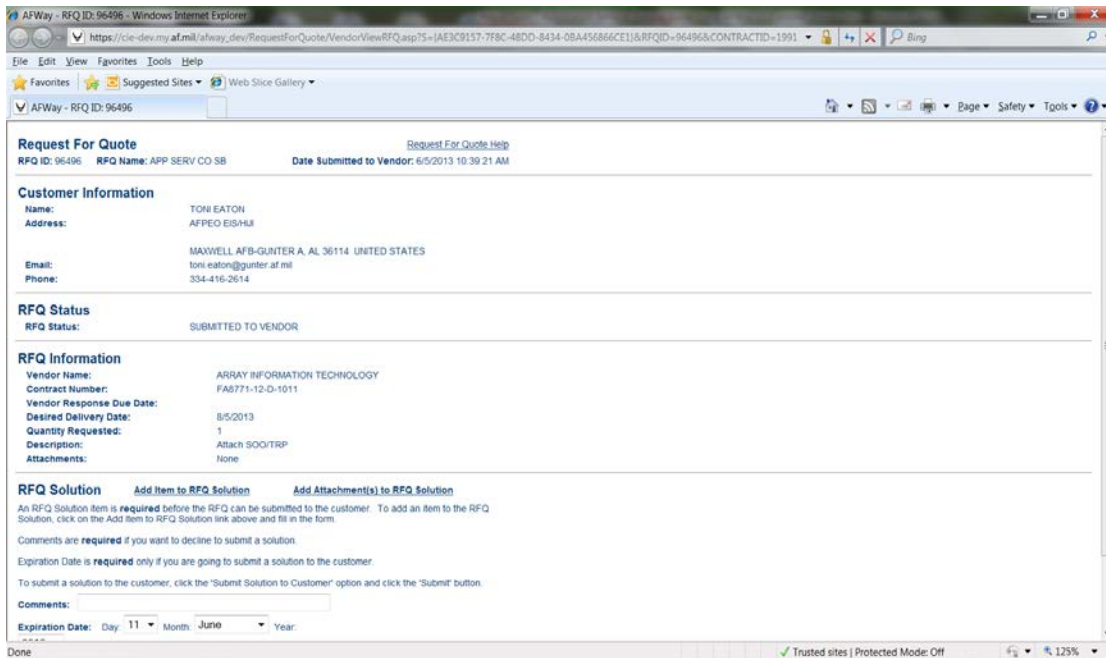 AFWay - RFQ ID: 96496 - Windows Internet Explorer
https://cie-dev.my.af.mil/afway_dev/RequestForQuote/VendorViewRFQ.asp?S={AE3C9157-7F8C-48DD-8434-0BA456866CE1}&RFQID=96496&CONTRACTID=1991
Bing
File Edit View Favorites Tools Help
Favorites Suggested Sites Web Slice Gallery
AFWay - RFQ ID: 96496 Page Safety Tools
Request For Quote Request For Quote Help
RFQ ID: 96496 RFQ Name: APP SERV CO SB Date Submitted to Vendor: 6/5/2013 10:39:21 AM
Customer Information
Name: TONI EATON
Address: AFPEO EIS/HIJI
MAXWELL AFB-GUNTER A, AL 36114 UNITED STATES
Email: toni.eaton@gunter.af.mil
Phone: 334-416-2614
RFQ Status
RFQ Status: SUBMITTED TO VENDOR
RFQ Information
Vendor Name: ARRAY INFORMATION TECHNOLOGY
Contract Number: FA8771-12-D-1011
Vendor Response Due Date:
Desired Delivery Date: 8/5/2013
Quantity Requested: 1
Description: Attach SOO/TRP
Attachments: None
RFQ Solution Add Item to RFQ Solution Add Attachment(s) to RFQ Solution
An RFQ Solution item is required before the RFQ can be submitted to the customer. To add an item to the RFQ
Solution, click on the Add Item to RFQ Solution link above and fill in the form.
Comments are required if you want to decline to submit a solution.
Expiration Date is required only if you are going to submit a solution to the customer.
To submit a solution to the customer, click the 'Submit Solution to Customer' option and click the 'Submit' button.
Comments:
Expiration Date: Day: 11 Month: June Year:
Done Trusted sites | Protected Mode: Off 125%